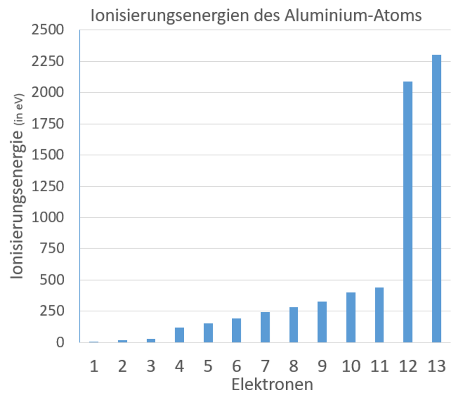 Ionisierungsenergien des Aluminium-Atoms
2500
2250
2000
1750
1500
1250
1000
750
500
250
0
Ionisierungsenergie (in eV)
1 2 3 4 5 6 7 8 9 10 11 12 13
Elektronen